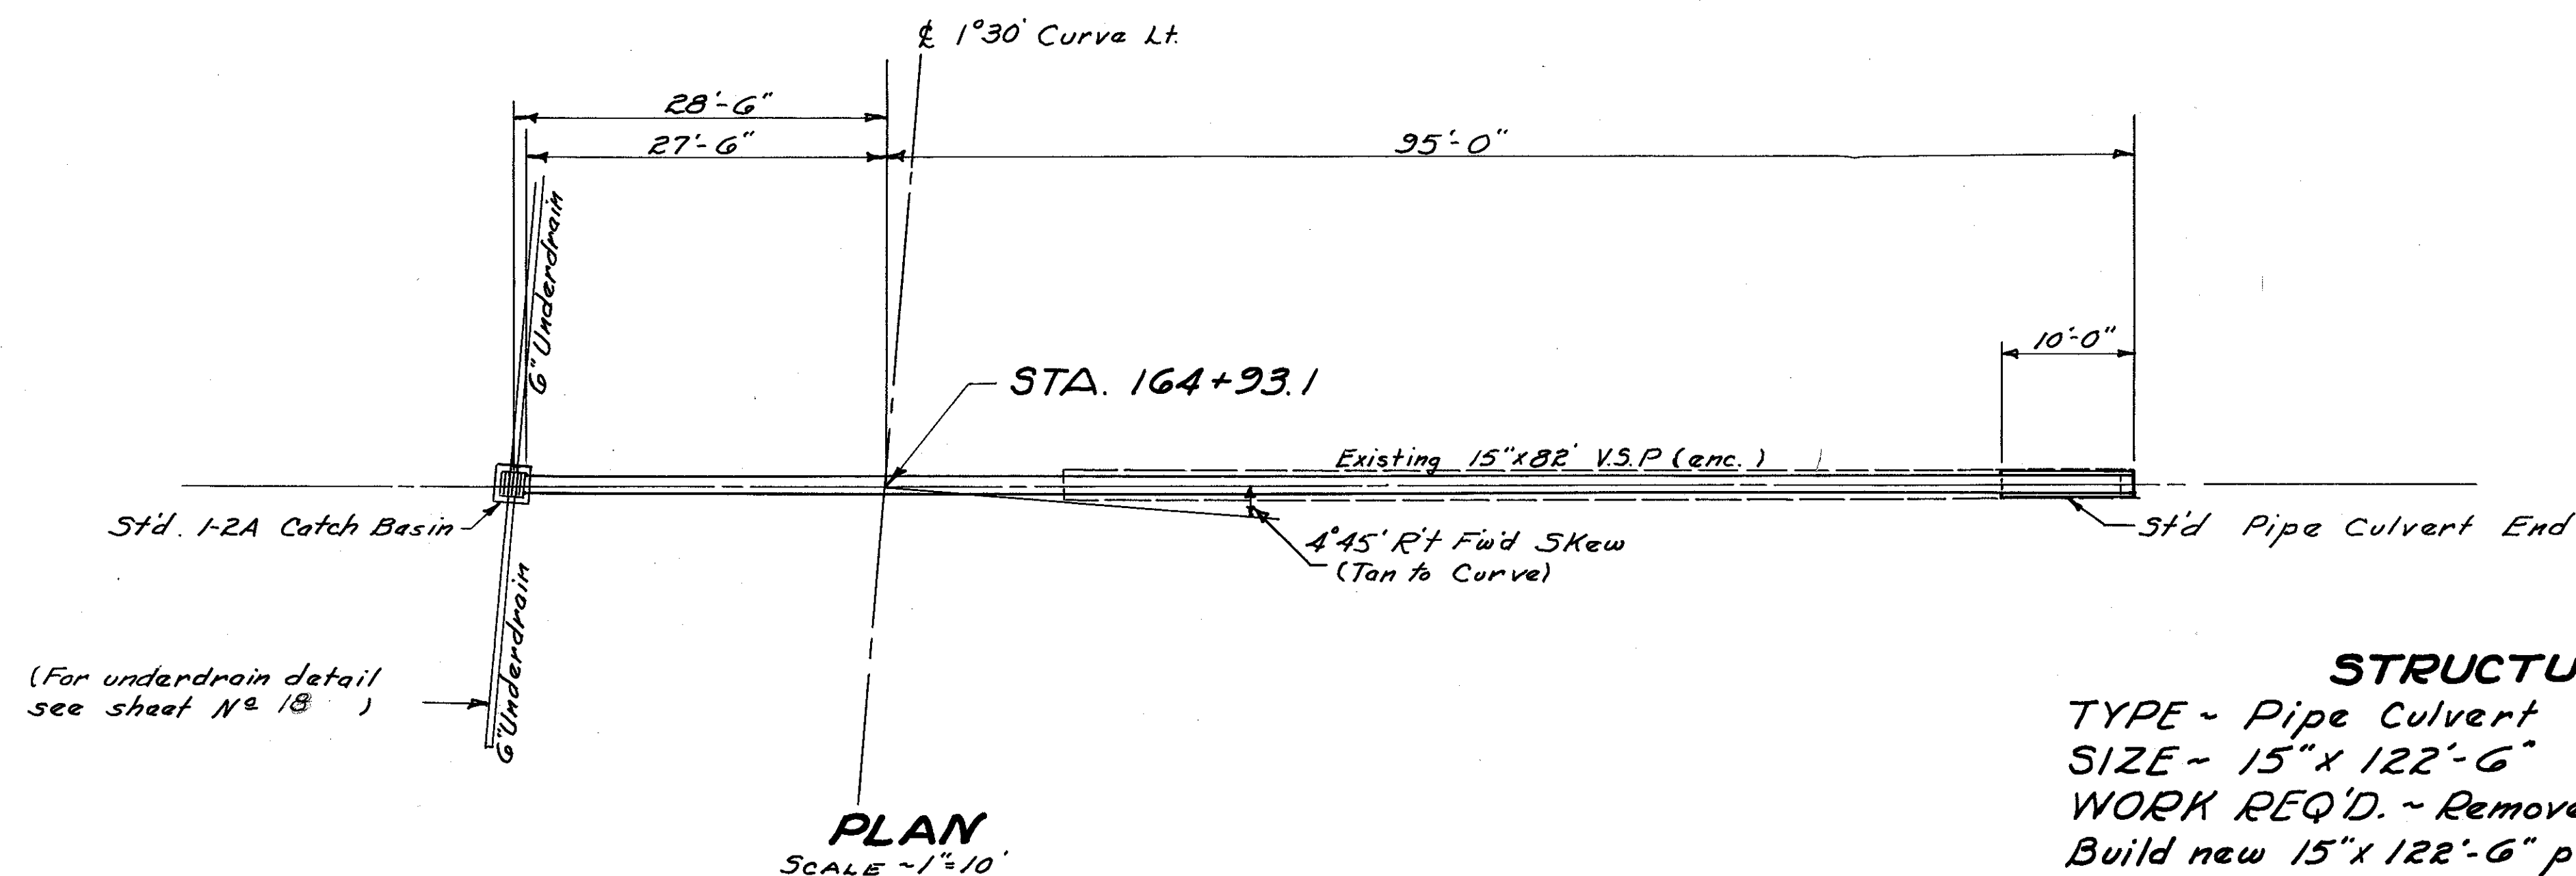 ℄ 1°30' Curve Lt.
28'-6"
27'-6"
95'-0"
6" Underdrain
10'-0"
STA. 164+93.1
Existing 15"x82' V.S.P (enc.)
Std. 1-2A Catch Basin
St'd Pipe Culvert End
4°45' R't Fw'd Skew
(Tan to Curve)
6" Underdrain
(For underdrain detail
see sheet Nº 18 )
STRUCTU
TYPE ~ Pipe Culvert
SIZE ~ 15" x 122'-6"
WORK REQ'D. ~ Remove
Build new 15" x 122'-6" p
PLAN
SCALE ~ 1"=10'